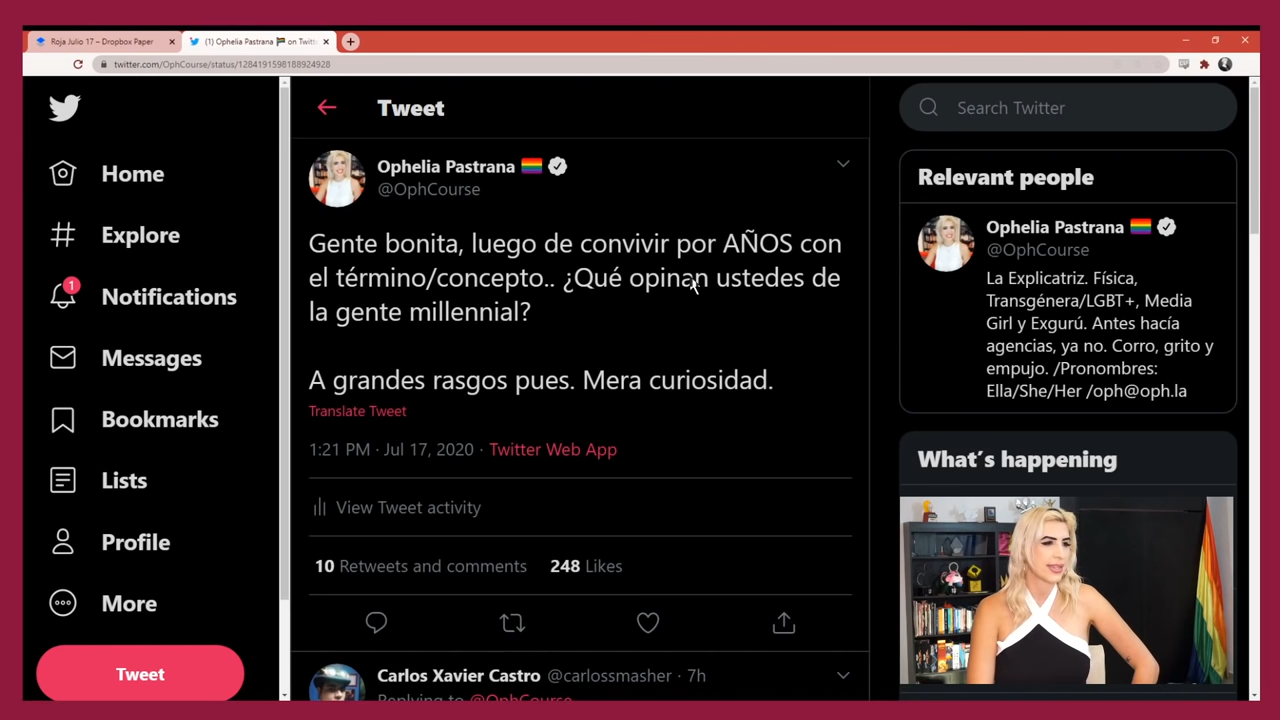 Roja Julio 17 – Dropbox Paper
(1) Ophelia Pastrana 🏴 on Twitt
twitter.com/OphCourse/status/1284191598188924928
Home
Explore
1
Notifications
Messages
Bookmarks
Lists
Profile
More
Tweet
Tweet
Ophelia Pastrana 🏳️‍🌈
@OphCourse
Gente bonita, luego de convivir por AÑOS con
el término/concepto.. ¿Qué opinan ustedes de
la gente millennial?
A grandes rasgos pues. Mera curiosidad.
Translate Tweet
1:21 PM · Jul 17, 2020 · Twitter Web App
View Tweet activity
10 Retweets and comments 248 Likes
Carlos Xavier Castro @carlossmasher · 7h
Replying to @OphCourse
Search Twitter
Relevant people
Ophelia Pastrana 🏳️‍🌈
@OphCourse
La Explicatriz. Física,
Transgénera/LGBT+, Media
Girl y Exgurú. Antes hacía
agencias, ya no. Corro, grito y
empujo. /Pronombres:
Ella/She/Her /oph@oph.la
What's happening